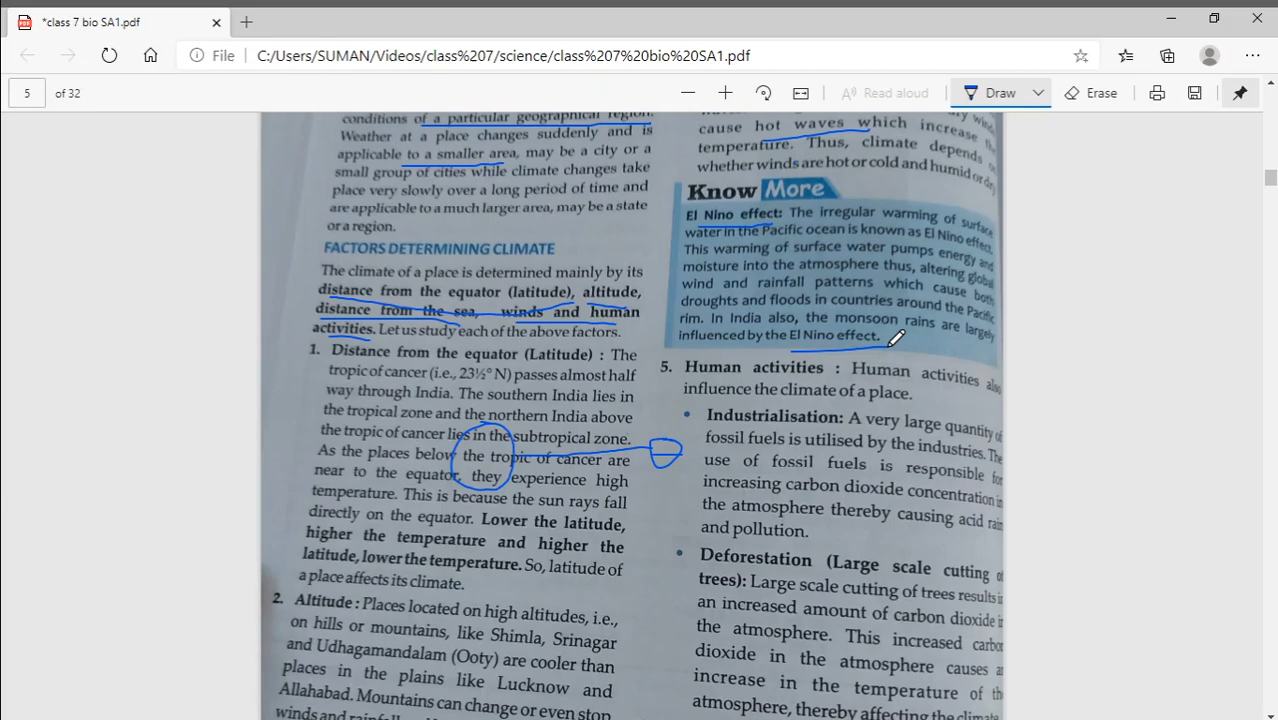 *class 7 bio SA1.pdf
File
C:/Users/SUMAN/Videos/class%207/science/class%207%20bio%20SA1.pdf
5 of 32
Read aloud
Draw
Erase
conditions of a particular geographical region.
Weather at a place changes suddenly and is
applicable to a smaller area, may be a city or a
small group of cities while climate changes take
place very slowly over a long period of time and
are applicable to a much larger area, may be a state
or a region.
FACTORS DETERMINING CLIMATE
The climate of a place is determined mainly by its
distance from the equator (latitude), altitude,
distance from the sea, winds and human
activities. Let us study each of the above factors.
1. Distance from the equator (Latitude) : The
tropic of cancer (i.e., 23½° N) passes almost half
way through India. The southern India lies in
the tropical zone and the northern India above
the tropic of cancer lies in the subtropical zone.
As the places below the tropic of cancer are
near to the equator, they experience high
temperature. This is because the sun rays fall
directly on the equator. Lower the latitude,
higher the temperature and higher the
latitude, lower the temperature. So, latitude of
a place affects its climate.
2. Altitude : Places located on high altitudes, i.e.,
on hills or mountains, like Shimla, Srinagar
and Udhagamandalam (Ooty) are cooler than
places in the plains like Lucknow and
Allahabad. Mountains can change or even stop
winds and
cause hot waves which increase
temperature. Thus, climate depends
whether winds are hot or cold and humid or
Know More
El Nino effect: The irregular warming of surface
water in the Pacific ocean is known as El Nino effect.
This warming of surface water pumps energy and
moisture into the atmosphere thus, altering global
wind and rainfall patterns which cause both
droughts and floods in countries around the Pacific
rim. In India also, the monsoon rains are largely
influenced by the El Nino effect.
5. Human activities : Human activities also
influence the climate of a place.
• Industrialisation: A very large quantity of
fossil fuels is utilised by the industries. The
use of fossil fuels is responsible for
increasing carbon dioxide concentration in
the atmosphere thereby causing acid rain
and pollution.
• Deforestation (Large scale cutting of
trees): Large scale cutting of trees results in
an increased amount of carbon dioxide in
the atmosphere. This increased
dioxide in the atmosphere causes
increase in the temperature of
atmosphere, thereby affecting the